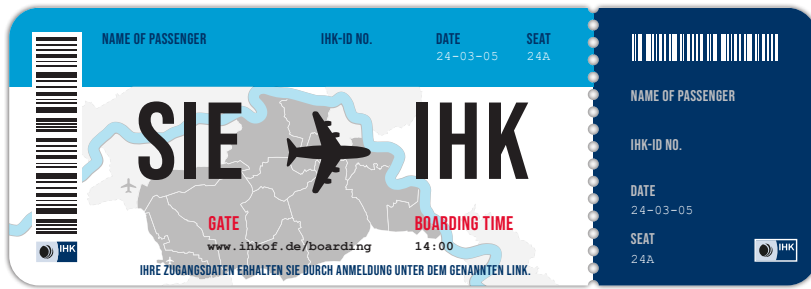 NAME OF PASSENGER
IHK-ID NO.
DATE
24-03-05
SEAT
24A
SIE IHK
GATE
www.ihkof.de/boarding
BOARDING TIME
14:00
IHRE ZUGANGSDATEN ERHALTEN SIE DURCH ANMELDUNG UNTER DEM GENANNTEN LINK.
IHK
NAME OF PASSENGER
IHK-ID NO.
DATE
24-03-05
SEAT
24A
IHK